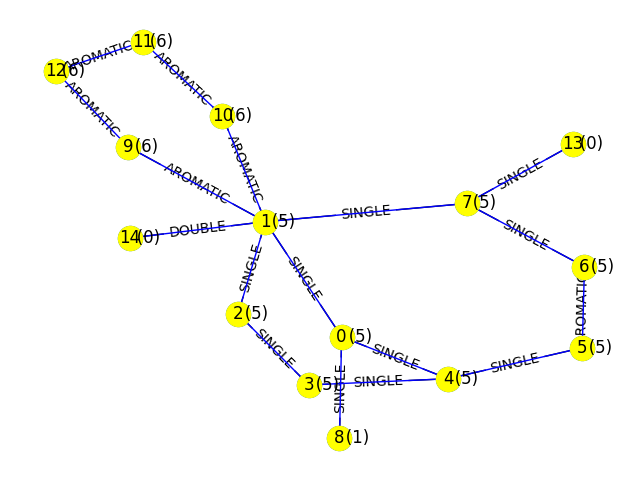 11(6)
AROMATIC
12(6)
AROMATIC
AROMATIC
10(6)
13(0)
9(6)
AROMATIC
AROMATIC
SINGLE
7(5)
SINGLE
1(5)
14(0)
DOUBLE
SINGLE
6(5)
SINGLE
SINGLE
2(5)
ROMATIC
0(5)
5(5)
SINGLE
SINGLE
SINGLE
4(5)
3(5)
SINGLE
SINGLE
8(1)